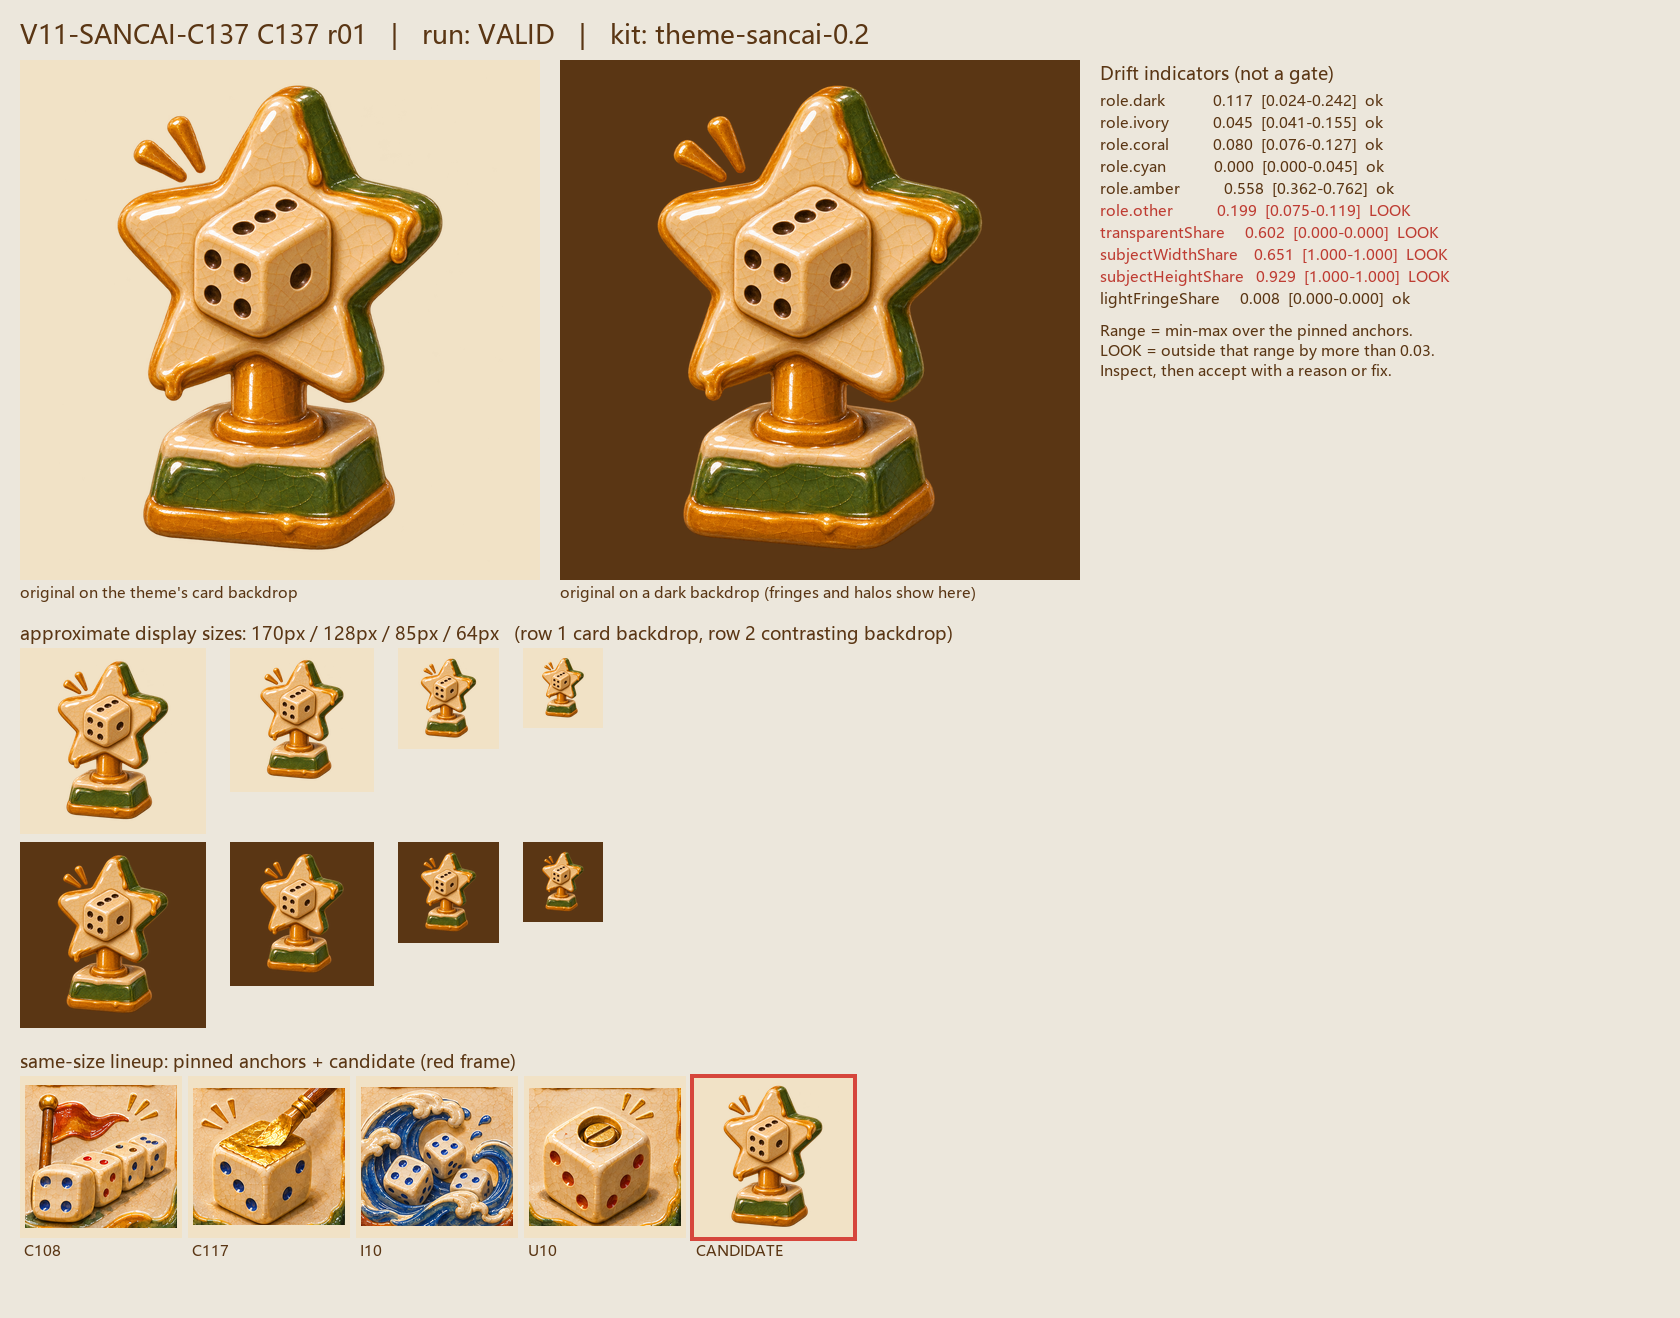 V11-SANCAI-C137 C137 r01 | run: VALID | kit: theme-sancai-0.2
Drift indicators (not a gate)
role.dark 0.117 [0.024-0.242] ok
role.ivory 0.045 [0.041-0.155] ok
role.coral 0.080 [0.076-0.127] ok
role.cyan 0.000 [0.000-0.045] ok
role.amber 0.558 [0.362-0.762] ok
role.other 0.199 [0.075-0.119] LOOK
transparentShare 0.602 [0.000-0.000] LOOK
subjectWidthShare 0.651 [1.000-1.000] LOOK
subjectHeightShare 0.929 [1.000-1.000] LOOK
lightFringeShare 0.008 [0.000-0.000] ok
Range = min-max over the pinned anchors.
LOOK = outside that range by more than 0.03.
Inspect, then accept with a reason or fix.
original on the theme's card backdrop
original on a dark backdrop (fringes and halos show here)
approximate display sizes: 170px / 128px / 85px / 64px (row 1 card backdrop, row 2 contrasting backdrop)
same-size lineup: pinned anchors + candidate (red frame)
C108
C117
I10
U10
CANDIDATE